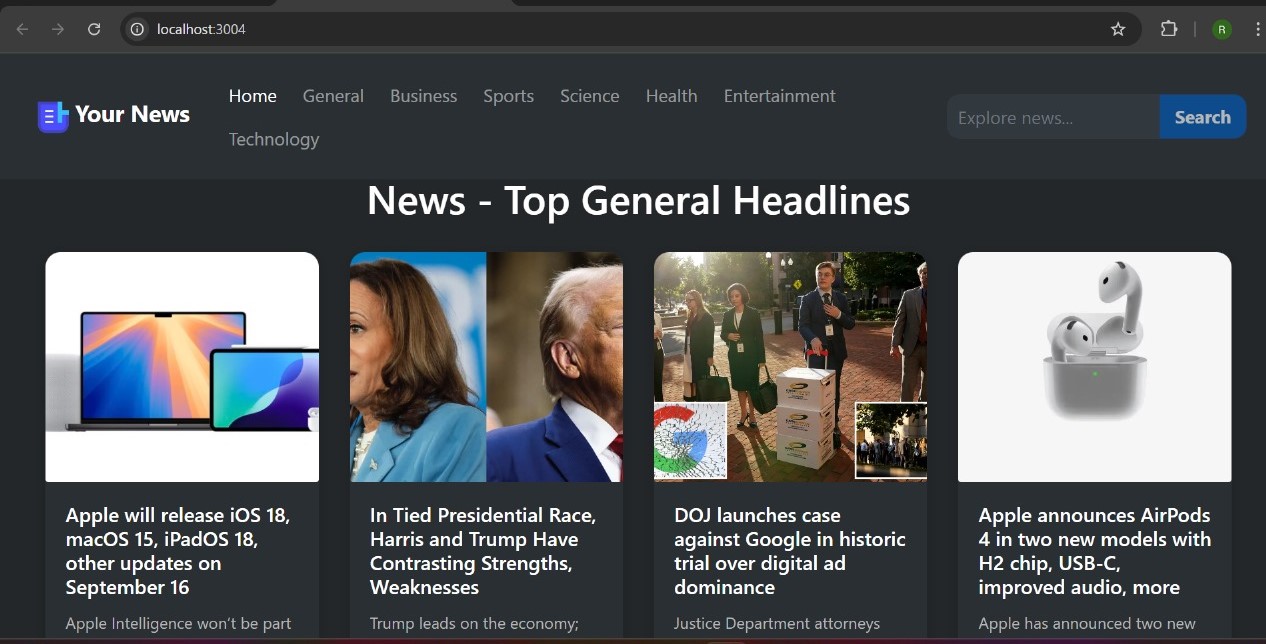 localhost:3004
R
Your News
Home General Business Sports Science Health Entertainment
Technology
Explore news...
Search
News - Top General Headlines
Apple will release iOS 18,
macOS 15, iPadOS 18,
other updates on
September 16
Apple Intelligence won’t be part
In Tied Presidential Race,
Harris and Trump Have
Contrasting Strengths,
Weaknesses
Trump leads on the economy;
DOJ launches case
against Google in historic
trial over digital ad
dominance
Justice Department attorneys
Apple announces AirPods
4 in two new models with
H2 chip, USB-C,
improved audio, more
Apple has announced two new